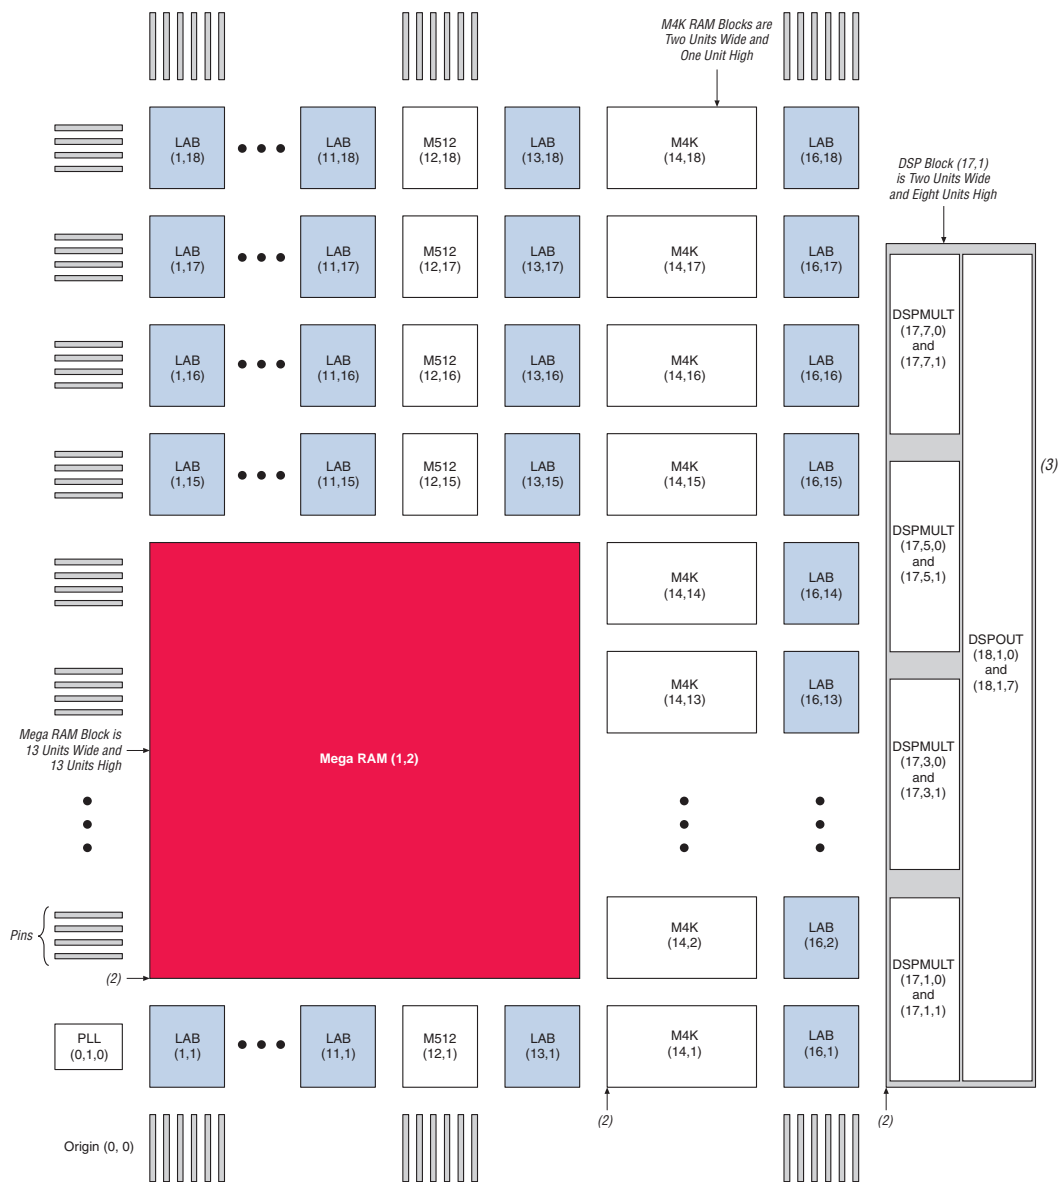 M4K RAM Blocks are
Two Units Wide and
One Unit High
LAB
(1,18)
LAB
(11,18)
M512
(12,18)
LAB
(13,18)
M4K
(14,18)
LAB
(16,18)
DSP Block (17,1)
is Two Units Wide
and Eight Units High
LAB
(1,17)
LAB
(11,17)
M512
(12,17)
LAB
(13,17)
M4K
(14,17)
LAB
(16,17)
DSPMULT
(17,7,0)
and
(17,7,1)
LAB
(1,16)
LAB
(11,16)
M512
(12,16)
LAB
(13,16)
M4K
(14,16)
LAB
(16,16)
LAB
(1,15)
LAB
(11,15)
M512
(12,15)
LAB
(13,15)
M4K
(14,15)
LAB
(16,15)
(3)
DSPMULT
(17,5,0)
and
(17,5,1)
M4K
(14,14)
LAB
(16,14)
DSPOUT
(18,1,0)
and
(18,1,7)
M4K
(14,13)
LAB
(16,13)
Mega RAM Block is
13 Units Wide and
13 Units High
Mega RAM (1,2)
DSPMULT
(17,3,0)
and
(17,3,1)
Pins
M4K
(14,2)
LAB
(16,2)
(2)
DSPMULT
(17,1,0)
and
(17,1,1)
PLL
(0,1,0)
LAB
(1,1)
LAB
(11,1)
M512
(12,1)
LAB
(13,1)
M4K
(14,1)
LAB
(16,1)
(2)
(2)
Origin (0, 0)